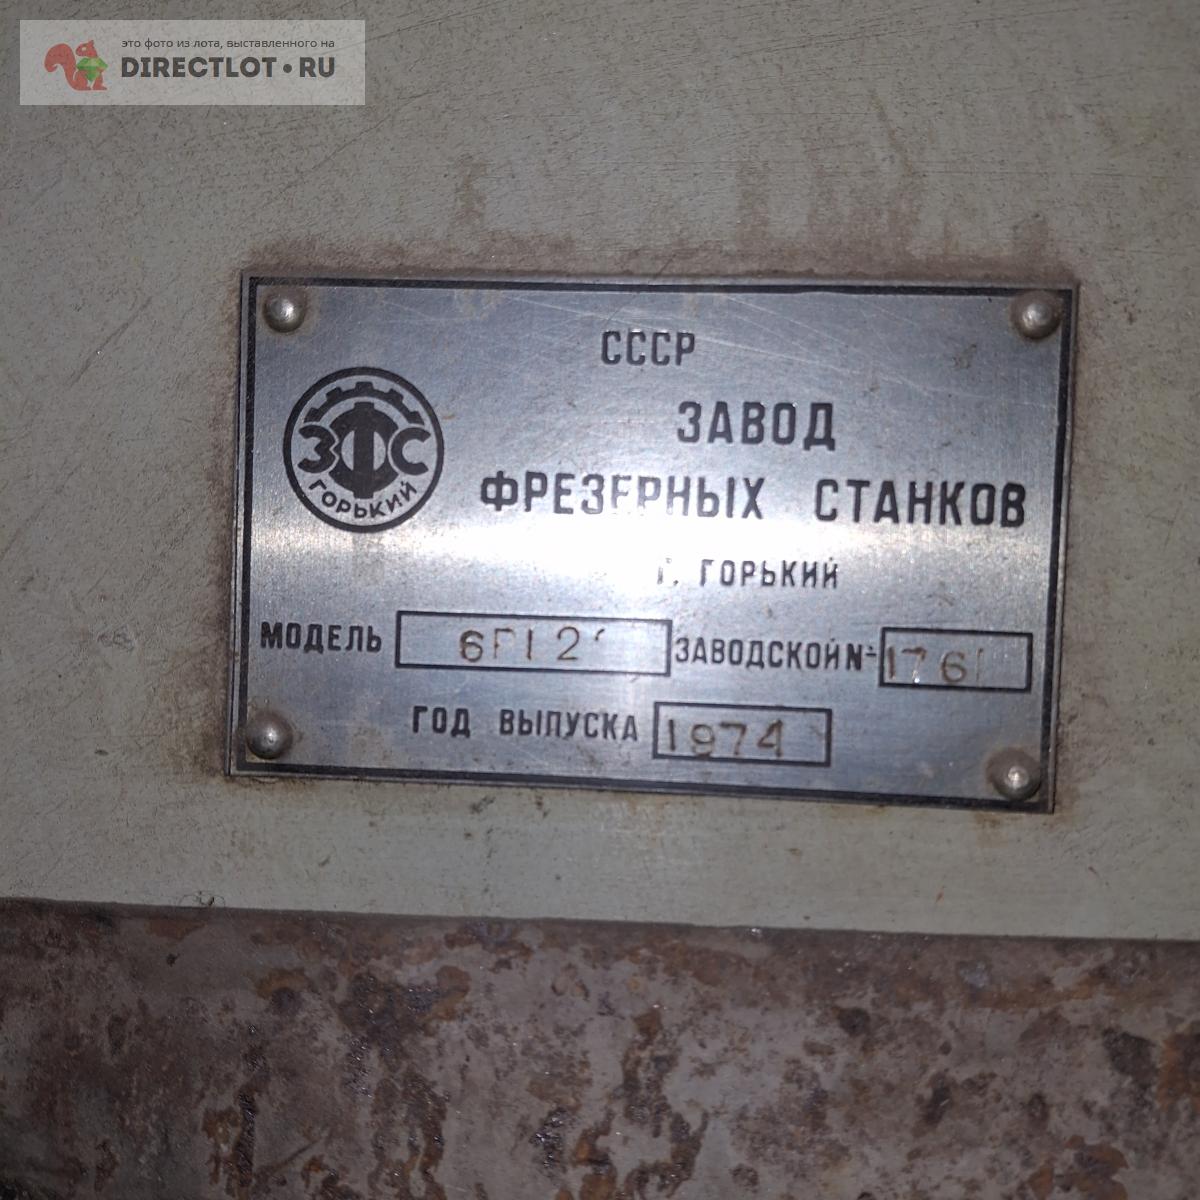 это фото из лота, выставленного на
DIRECTLOT•RU
СССР
ЗАВОД
ФРЕЗЕРНЫХ СТАНКОВ
Г. ГОРЬКИЙ
ЗФС
ГОРЬКИЙ
МОДЕЛЬ ЗАВОДСКОЙ №
ГОД ВЫПУСКА 1974